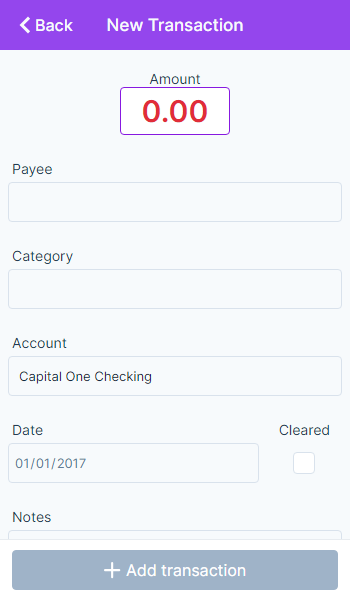 Back New Transaction
Amount
0.00
Payee
Category
Account
Capital One Checking
Date Cleared
01/01/2017
Notes
Add transaction